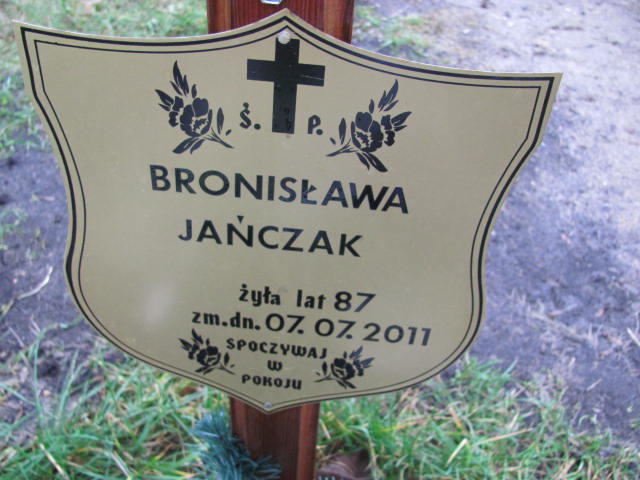 Ś. P.
BRONISŁAWA
JAŃCZAK
żyła lat 87
zm.dn. 07. 07. 2011
SPOCZYWAJ
W
POKOJU